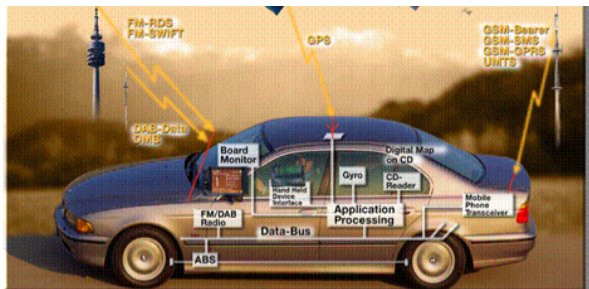 FM-RDS
FM-SWIFT
GPS
GSM-Bearer
GSM-SMS
GSM-GPRS
UMTS
DAB-Data
DMB
Board
Monitor
Digital Map
on CD
Gyro
CD-
Reader
Hand Held
Device
Interface
Mobile
Phone
Transceiver
FM/DAB
Radio
Application
Processing
Data-Bus
ABS